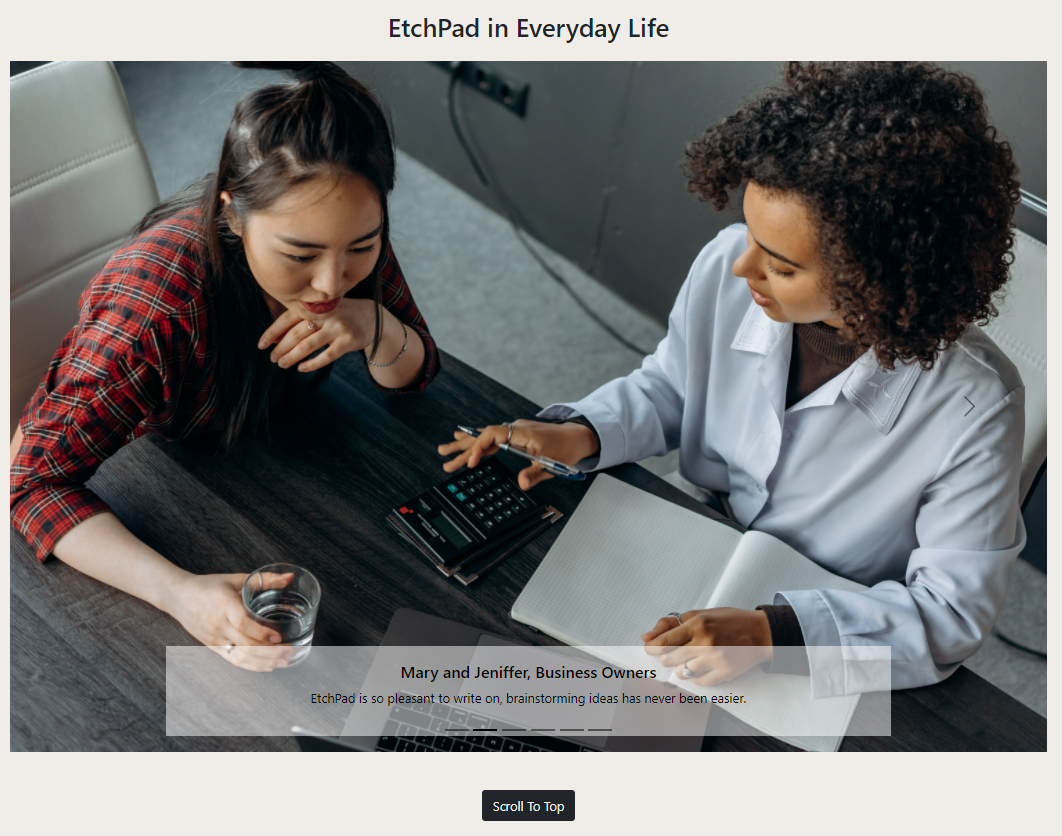 EtchPad in Everyday Life
Mary and Jeniffer, Business Owners
EtchPad is so pleasant to write on, brainstorming ideas has never been easier.
Scroll To Top